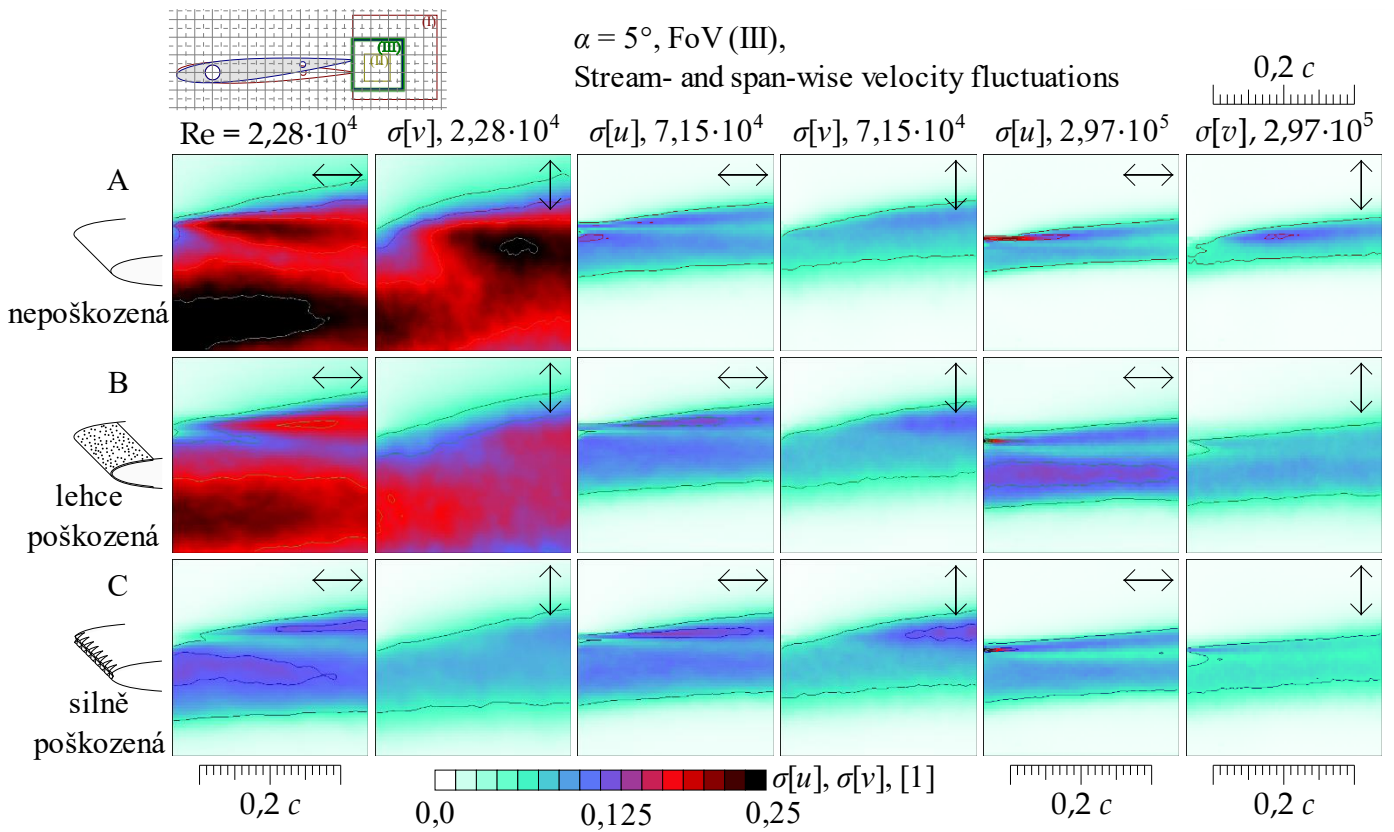 (I)
(III)
(II)
α = 5°, FoV (III),
Stream- and span-wise velocity fluctuations
0,2 c
Re = 2,28·10⁴
σ[v], 2,28·10⁴
σ[u], 7,15·10⁴
σ[v], 7,15·10⁴
σ[u], 2,97·10⁵
σ[v], 2,97·10⁵
A
nepoškozená
B
lehce
poškozená
C
silně
poškozená
σ[u], σ[v], [1]
0,0
0,125
0,25
0,2 c
0,2 c
0,2 c